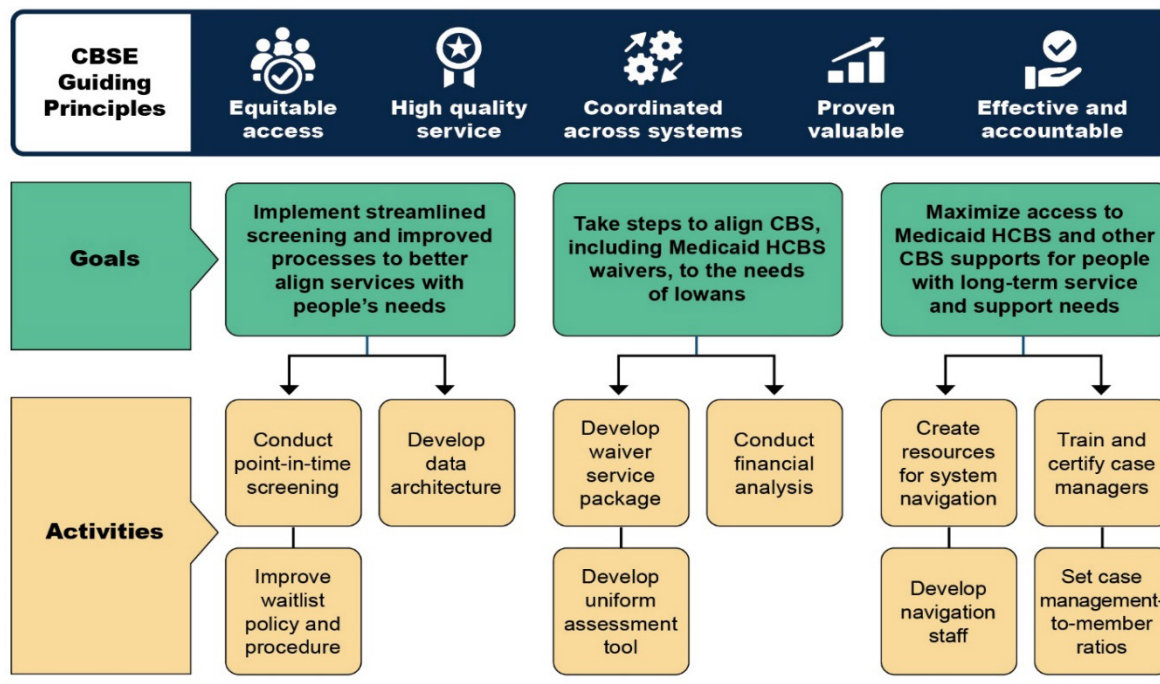 CBSE
Guiding
Principles
Equitable
access
High quality
service
Coordinated
across systems
Proven
valuable
Effective and
accountable
Goals
Implement streamlined
screening and improved
processes to better
align services with
people's needs
Take steps to align CBS,
including Medicaid HCBS
waivers, to the needs
of Iowans
Maximize access to
Medicaid HCBS and other
CBS supports for people
with long-term service
and support needs
Activities
Conduct
point-in-time
screening
Develop
data
architecture
Develop
waiver
service
package
Conduct
financial
analysis
Create
resources
for system
navigation
Train and
certify case
managers
Improve
waitlist
policy and
procedure
Develop
uniform
assessment
tool
Develop
navigation
staff
Set case
management-
to-member
ratios